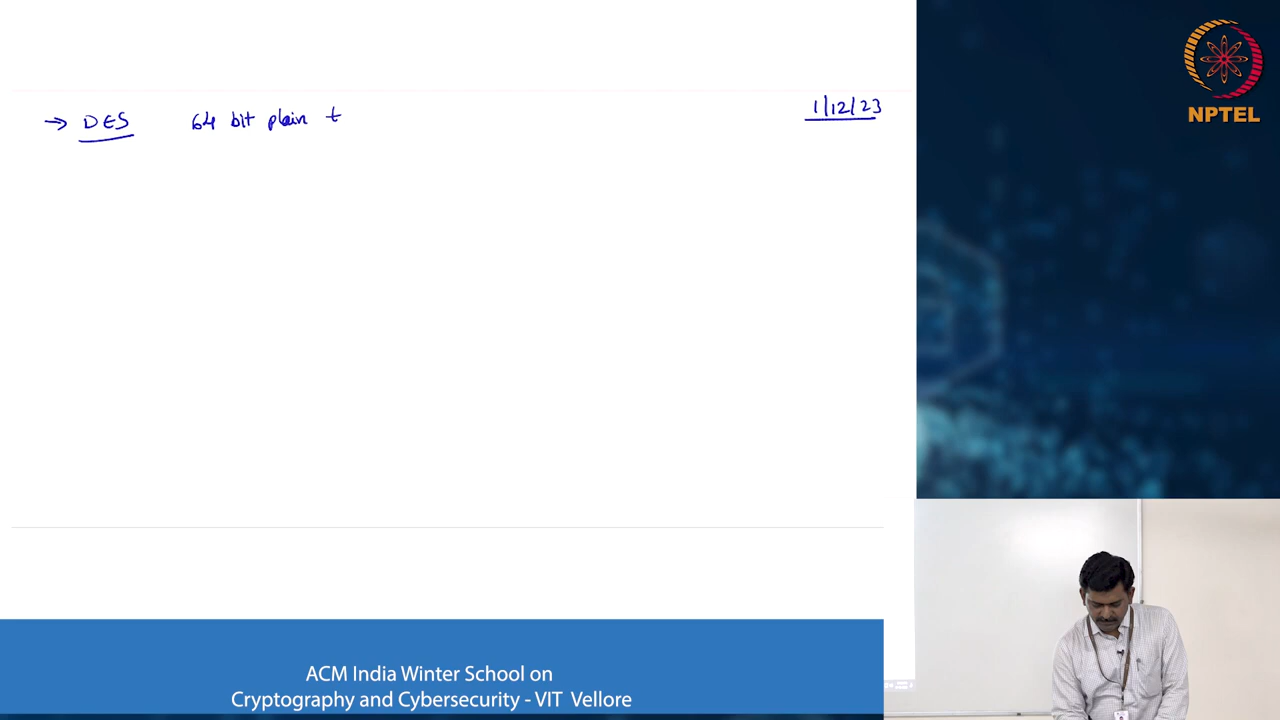 → DES 64 bit plain t 1/12/23
NPTEL
ACM India Winter School on
Cryptography and Cybersecurity - VIT Vellore